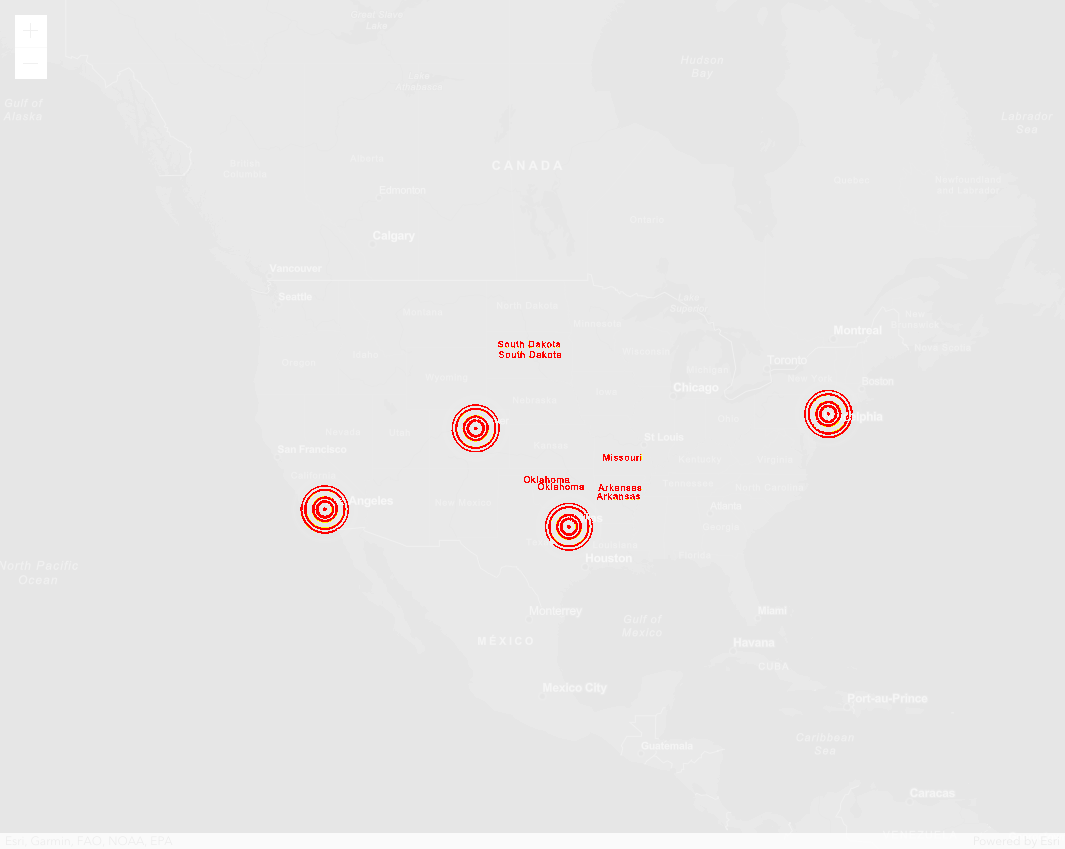 +
Great Slave
Lake
Hudson
Bay
−
Lake
Athabasca
Gulf of
Alaska
Labrador
Sea
British
Columbia
Alberta
CANADA
Edmonton
Quebec
Newfoundland
and Labrador
Ontario
Calgary
Vancouver
Seattle
Montana
North Dakota
Lake
Superior
Minnesota
New
Brunswick
Montreal
Nova Scotia
South Dakota
South Dakota
Oregon
Idaho
Wisconsin
Toronto
Michigan
Wyoming
Chicago
New York
Boston
Iowa
Nebraska
Ohio
elphia
Nevada
Utah
San Francisco
Kansas
St Louis
Missouri
Kentucky
Virginia
California
Oklahoma
Oklahoma
Arkansas
Arkansas
Tennessee
North Carolina
Angeles
New Mexico
Atlanta
Georgia
Houston
Florida
North Pacific
Ocean
Monterrey
Miami
Gulf of
Mexico
MÉXICO
Havana
CUBA
Mexico City
Port-au-Prince
Caribbean
Sea
Guatemala
Caracas
Esri, Garmin, FAO, NOAA, EPA
Powered by Esri